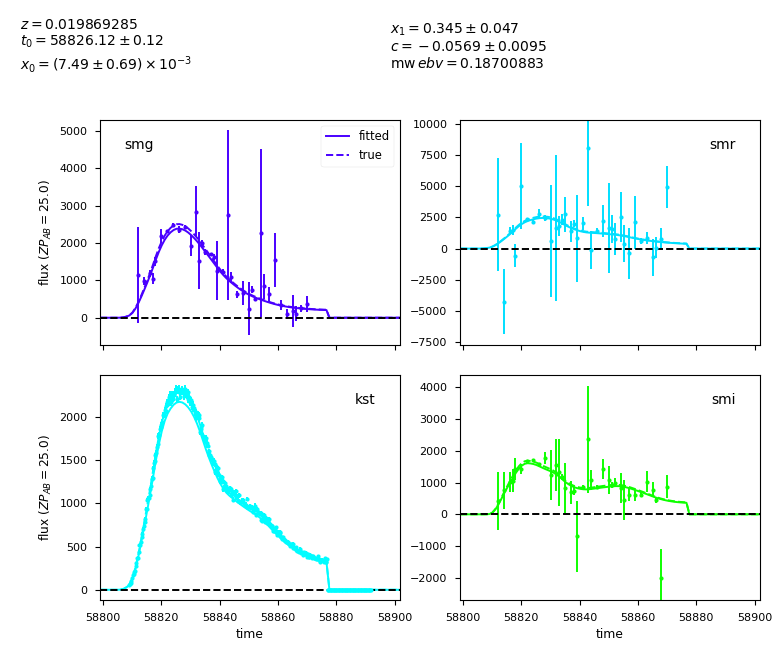 z = 0.019869285
t₀ = 58826.12 ± 0.12
x₀ = (7.49 ± 0.69) × 10⁻³
x₁ = 0.345 ± 0.047
c = −0.0569 ± 0.0095
mwebv = 0.18700883
smg
fitted
true
5000
4000
3000
2000
1000
0
flux (ZP_AB = 25.0)
smr
10000
7500
5000
2500
0
−2500
−5000
−7500
kst
2000
1500
1000
500
0
flux (ZP_AB = 25.0)
58800 58820 58840 58860 58880 58900
time
smi
4000
3000
2000
1000
0
−1000
−2000
58800 58820 58840 58860 58880 58900
time